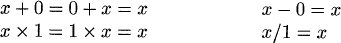 x + 0 = 0 + x = x    x − 0 = x
x × 1 = 1 × x = x    x/1 = x